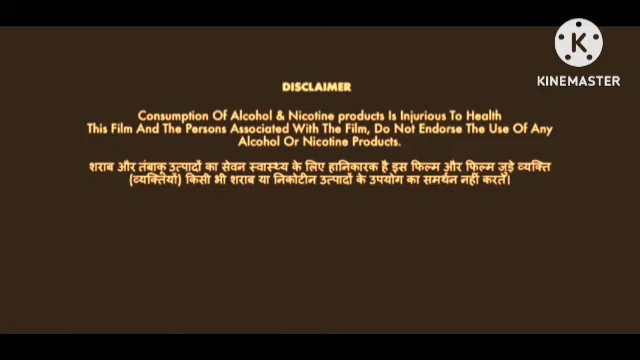 K
KINEMASTER
DISCLAIMER
Consumption Of Alcohol & Nicotine products Is Injurious To Health
This Film And The Persons Associated With The Film, Do Not Endorse The Use Of Any
Alcohol Or Nicotine Products.
शराब और तंबाकू उत्पादों का सेवन स्वास्थ्य के लिए हानिकारक है इस फिल्म और फिल्म जुड़े व्यक्ति
(व्यक्तियों) किसी भी शराब या निकोटीन उत्पादों के उपयोग का समर्थन नहीं करते।